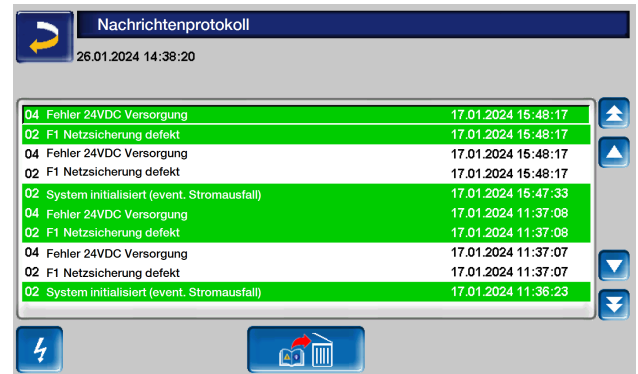 Nachrichtenprotokoll
26.01.2024 14:38:20
04 Fehler 24VDC Versorgung 17.01.2024 15:48:17
02 F1 Netzsicherung defekt 17.01.2024 15:48:17
04 Fehler 24VDC Versorgung 17.01.2024 15:48:17
02 F1 Netzsicherung defekt 17.01.2024 15:48:17
02 System initialisiert (event. Stromausfall) 17.01.2024 15:47:33
04 Fehler 24VDC Versorgung 17.01.2024 11:37:08
02 F1 Netzsicherung defekt 17.01.2024 11:37:08
04 Fehler 24VDC Versorgung 17.01.2024 11:37:07
02 F1 Netzsicherung defekt 17.01.2024 11:37:07
02 System initialisiert (event. Stromausfall) 17.01.2024 11:36:23